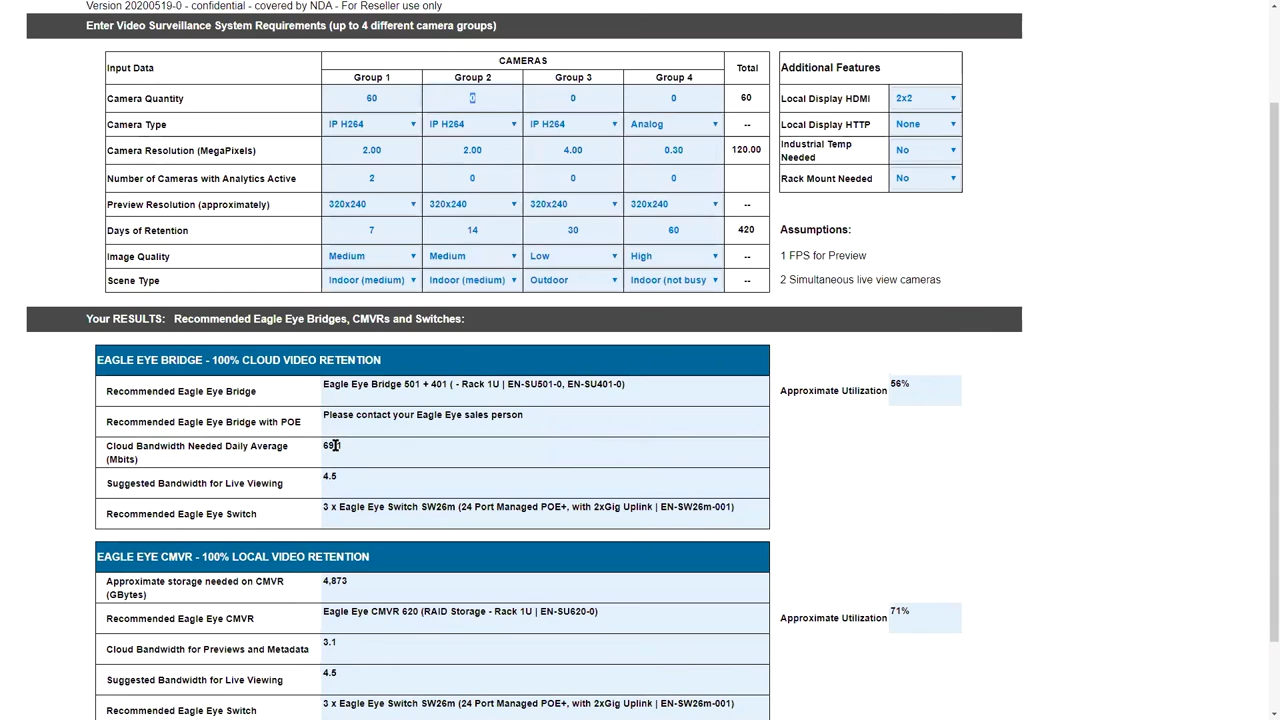 Version 20200519-0 - confidential - covered by NDA - For Reseller use only
Enter Video Surveillance System Requirements (up to 4 different camera groups)
Input Data CAMERAS Total
Group 1 Group 2 Group 3 Group 4
Camera Quantity 60 0 0 0 60
Camera Type IP H264 IP H264 IP H264 Analog --
Camera Resolution (MegaPixels) 2.00 2.00 4.00 0.30 120.00
Number of Cameras with Analytics Active 2 0 0 0
Preview Resolution (approximately) 320x240 320x240 320x240 320x240 --
Days of Retention 7 14 30 60 420
Image Quality Medium Medium Low High --
Scene Type Indoor (medium) Indoor (medium) Outdoor Indoor (not busy --
Additional Features
Local Display HDMI 2x2
Local Display HTTP None
Industrial Temp
Needed No
Rack Mount Needed No
Assumptions:
1 FPS for Preview
2 Simultaneous live view cameras
Your RESULTS: Recommended Eagle Eye Bridges, CMVRs and Switches:
EAGLE EYE BRIDGE - 100% CLOUD VIDEO RETENTION
Recommended Eagle Eye Bridge Eagle Eye Bridge 501 + 401 ( - Rack 1U | EN-SU501-0, EN-SU401-0)
Approximate Utilization 56%
Recommended Eagle Eye Bridge with POE Please contact your Eagle Eye sales person
Cloud Bandwidth Needed Daily Average
(Mbits)
Suggested Bandwidth for Live Viewing 4.5
Recommended Eagle Eye Switch 3 x Eagle Eye Switch SW26m (24 Port Managed POE+, with 2xGig Uplink | EN-SW26m-001)
EAGLE EYE CMVR - 100% LOCAL VIDEO RETENTION
Approximate storage needed on CMVR
(GBytes) 4,873
Recommended Eagle Eye CMVR Eagle Eye CMVR 620 (RAID Storage - Rack 1U | EN-SU620-0)
Approximate Utilization 71%
Cloud Bandwidth for Previews and Metadata 3.1
Suggested Bandwidth for Live Viewing 4.5
Recommended Eagle Eye Switch 3 x Eagle Eye Switch SW26m (24 Port Managed POE+, with 2xGig Uplink | EN-SW26m-001)